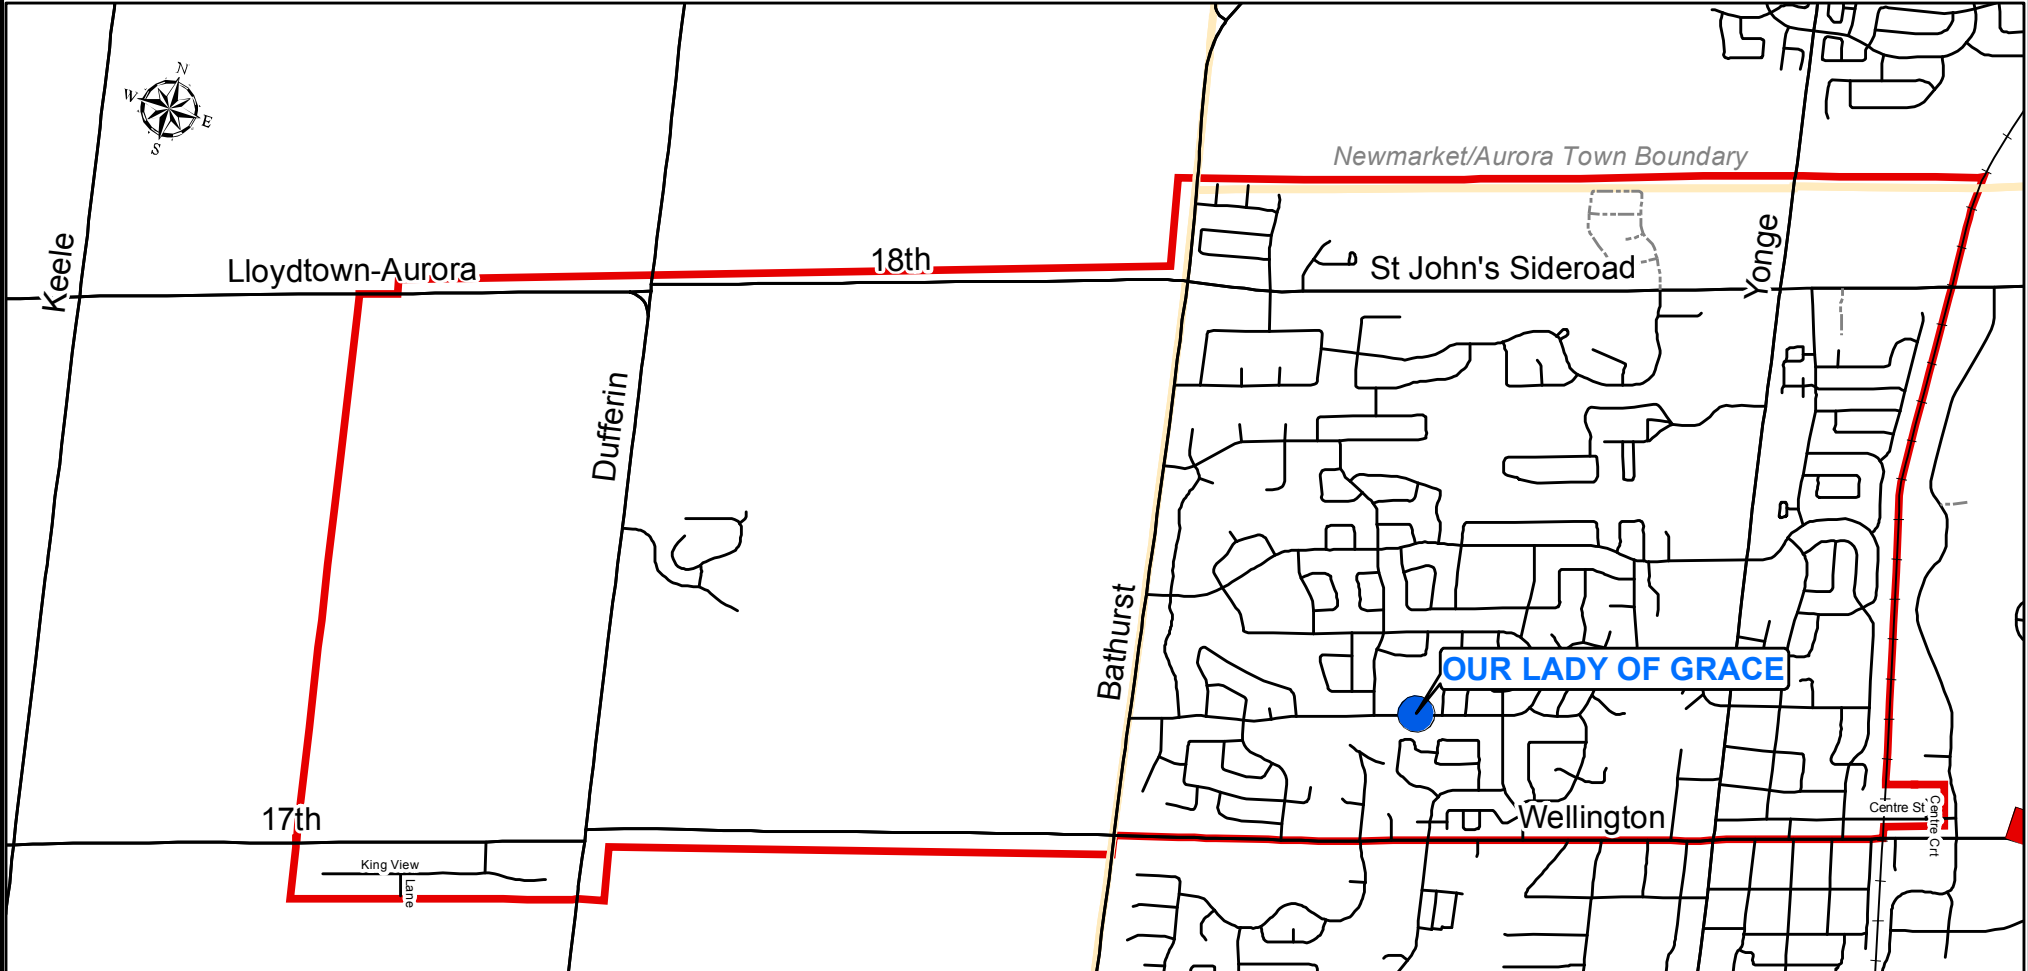 N
W
E
S
Newmarket/Aurora Town Boundary
Keele
Lloydtown-Aurora
18th
St John's Sideroad
Yonge
Dufferin
Bathurst
OUR LADY OF GRACE
17th
Wellington
Centre St
Centre Crt
King View
Lane